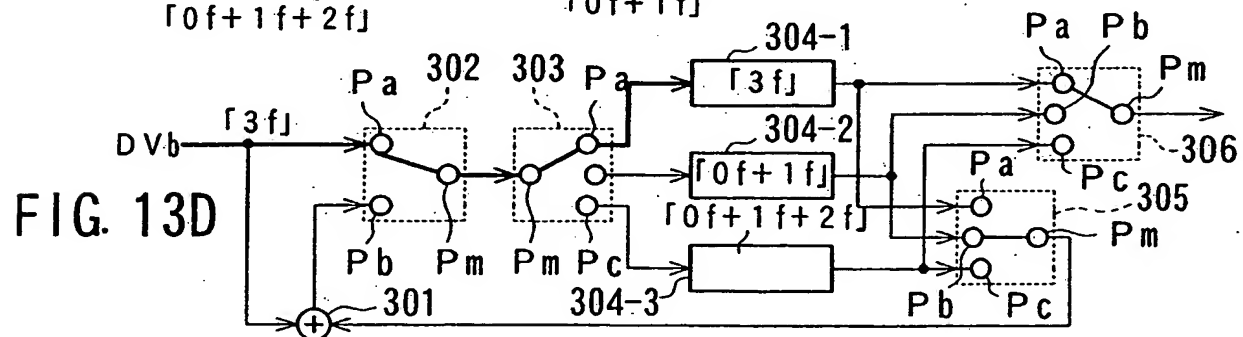 「0f+1f+2f」
「0f+1f」
304-1
302
303
Pa
Pa
「3f」
Pa
Pb
Pm
DVb
「3f」
304-2
「0f+1f」
306
FIG. 13D
「0f+1f+2f」
Pa
Pc
305
Pm
Pb
Pm
Pm
Pc
304-3
Pb
Pc
301
+